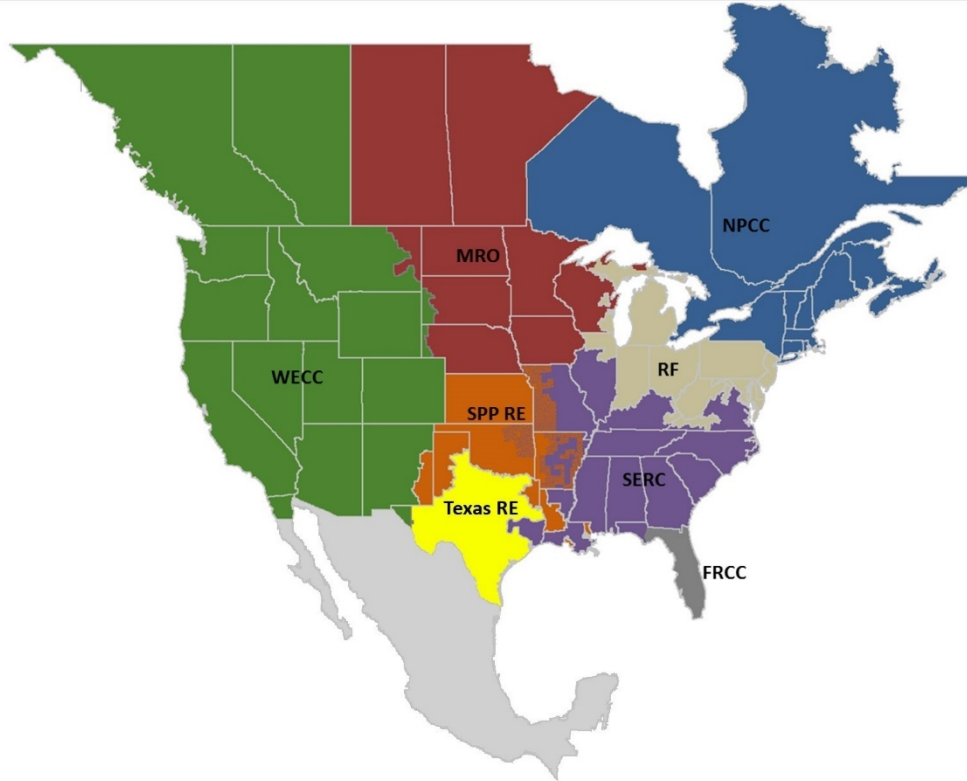 NPCC
MRO
RF
WECC
SPP RE
SERC
Texas RE
FRCC